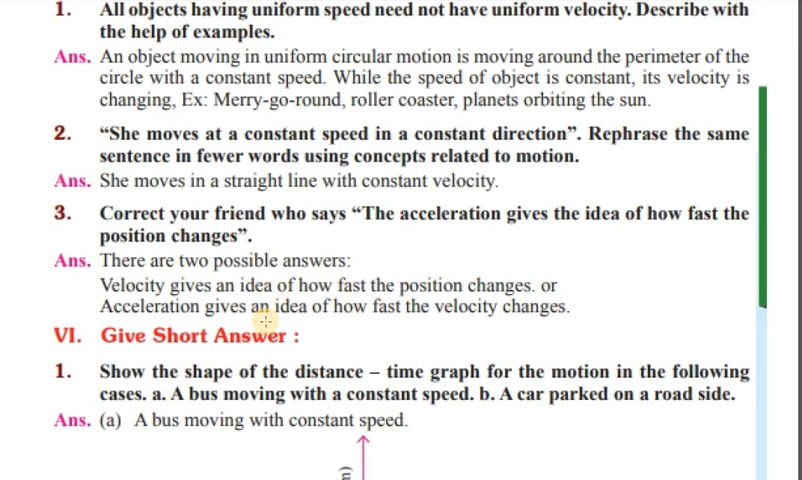 1. All objects having uniform speed need not have uniform velocity. Describe with
the help of examples.
Ans. An object moving in uniform circular motion is moving around the perimeter of the
circle with a constant speed. While the speed of object is constant, its velocity is
changing, Ex: Merry-go-round, roller coaster, planets orbiting the sun.
2. “She moves at a constant speed in a constant direction”. Rephrase the same
sentence in fewer words using concepts related to motion.
Ans. She moves in a straight line with constant velocity.
3. Correct your friend who says “The acceleration gives the idea of how fast the
position changes”.
Ans. There are two possible answers:
Velocity gives an idea of how fast the position changes. or
Acceleration gives an idea of how fast the velocity changes.
VI. Give Short Answer :
1. Show the shape of the distance – time graph for the motion in the following
cases. a. A bus moving with a constant speed. b. A car parked on a road side.
Ans. (a) A bus moving with constant speed.